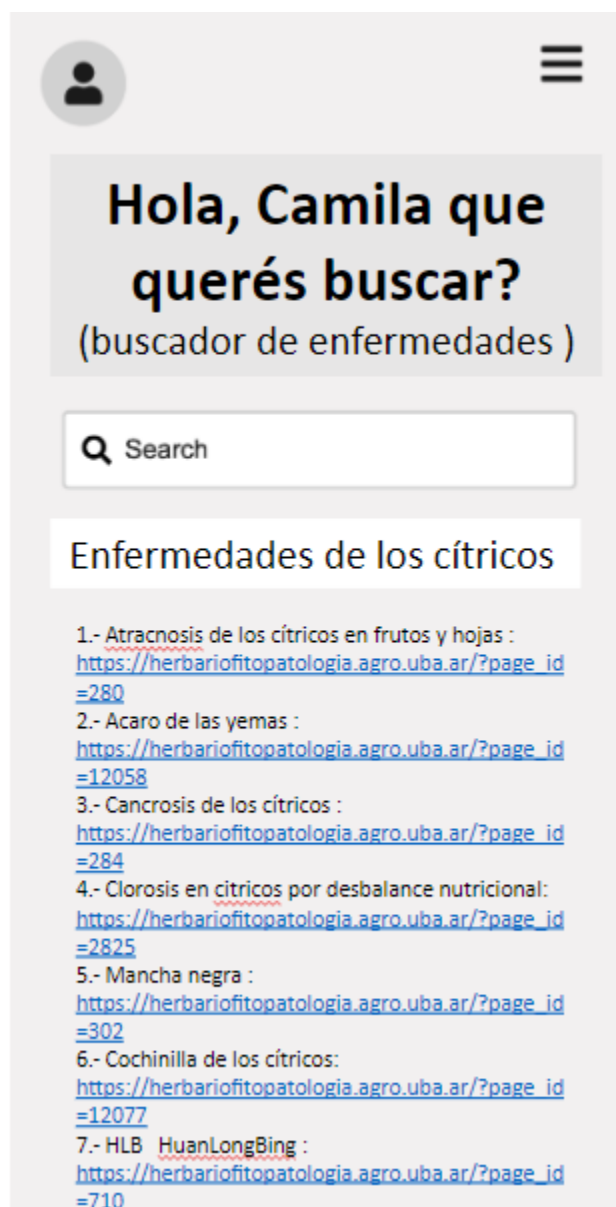 Hola, Camila que
querés buscar?
(buscador de enfermedades )
Search
Enfermedades de los cítricos
1.- Atracnosis de los cítricos en frutos y hojas :
https://herbariofitopatologia.agro.uba.ar/?page_id
=280
2.- Acaro de las yemas :
https://herbariofitopatologia.agro.uba.ar/?page_id
=12058
3.- Cancrosis de los cítricos :
https://herbariofitopatologia.agro.uba.ar/?page_id
=284
4.- Clorosis en citricos por desbalance nutricional:
https://herbariofitopatologia.agro.uba.ar/?page_id
=2825
5.- Mancha negra :
https://herbariofitopatologia.agro.uba.ar/?page_id
=302
6.- Cochinilla de los cítricos:
https://herbariofitopatologia.agro.uba.ar/?page_id
=12077
7.- HLB HuanLongBing :
https://herbariofitopatologia.agro.uba.ar/?page_id
=710